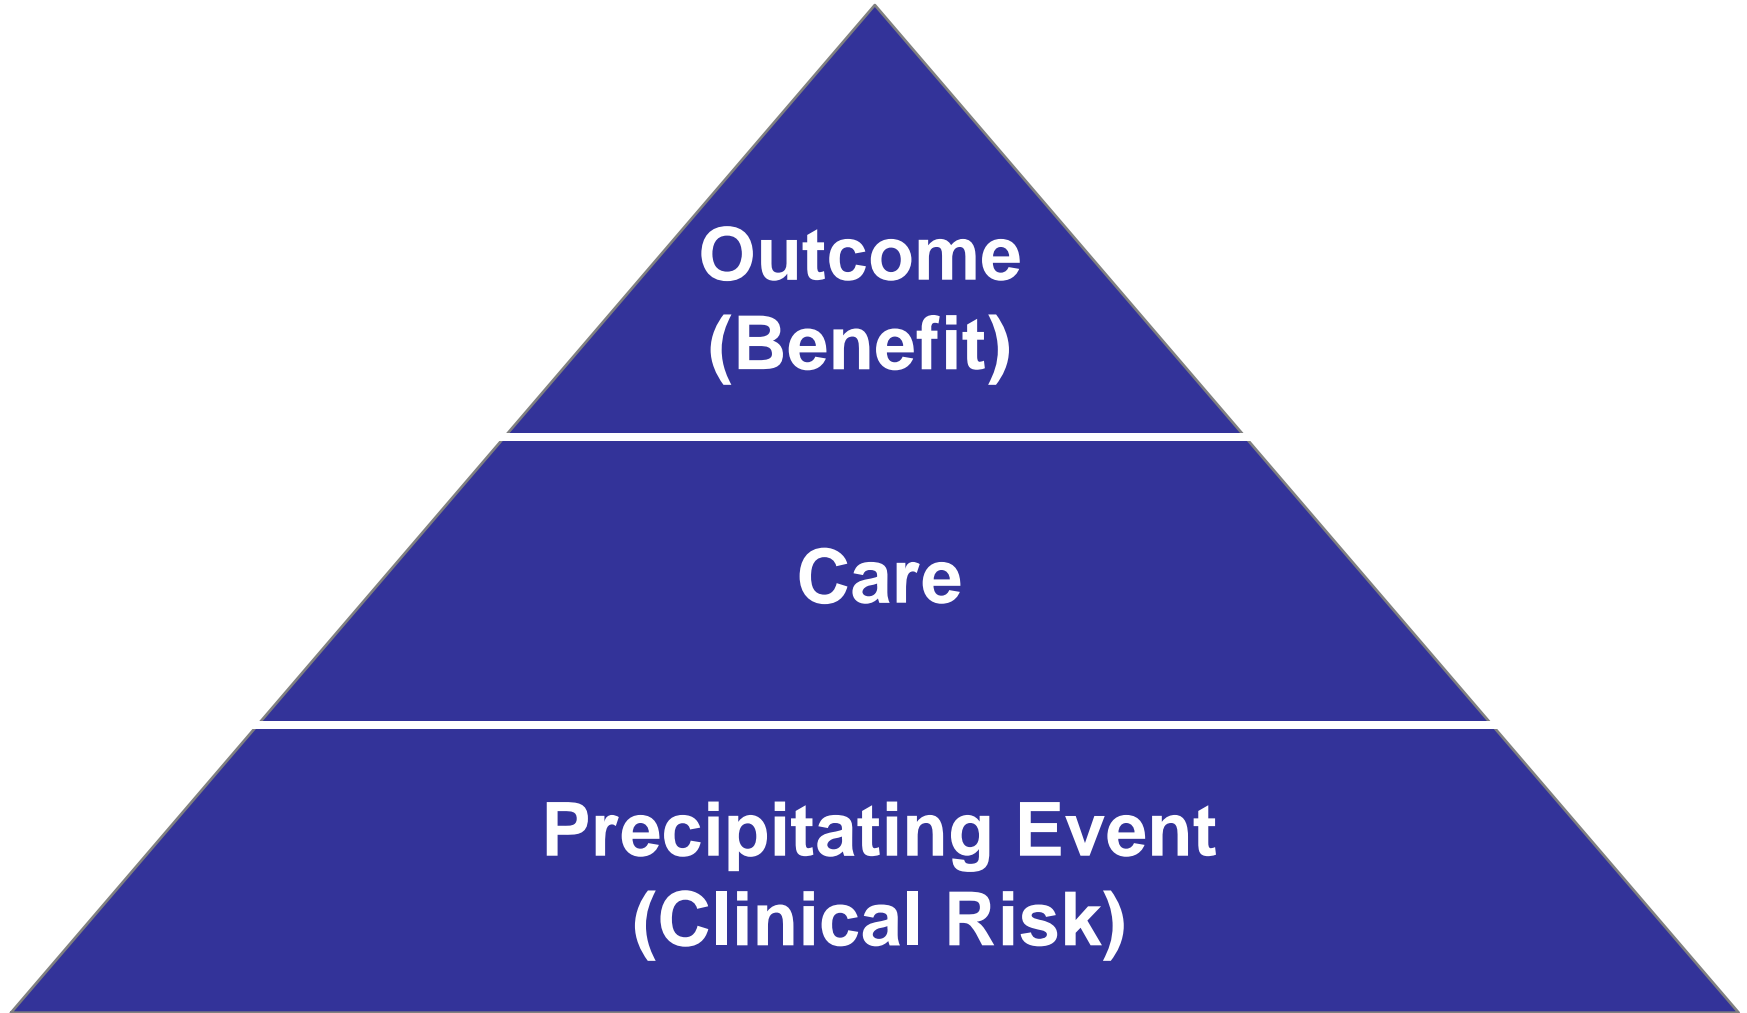 Outcome
(Benefit)
Care
Precipitating Event
(Clinical Risk)